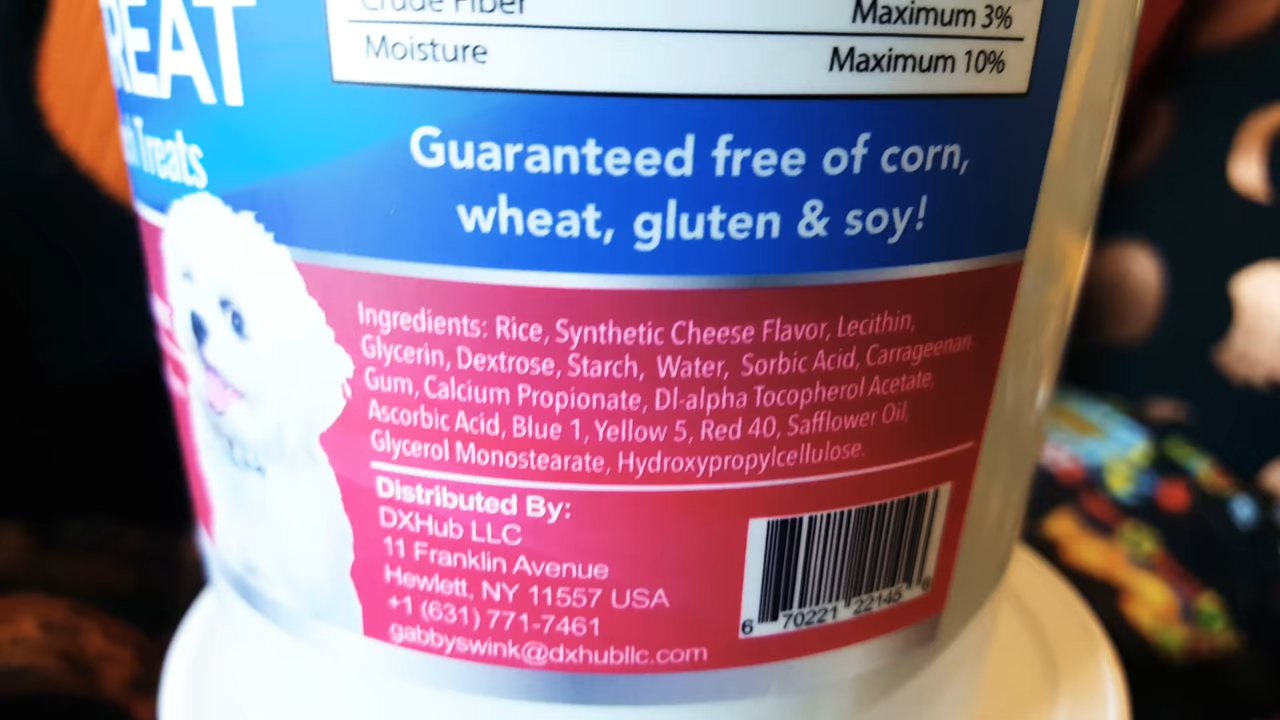 REAT
Treats
Crude Fiber Maximum 3%
Moisture Maximum 10%
Guaranteed free of corn,
wheat, gluten & soy!
Ingredients: Rice, Synthetic Cheese Flavor, Lecithin,
Glycerin, Dextrose, Starch, Water, Sorbic Acid, Carrageenan
Gum, Calcium Propionate, Dl-alpha Tocopherol Acetate,
Ascorbic Acid, Blue 1, Yellow 5, Red 40, Safflower Oil,
Glycerol Monostearate, Hydroxypropylcellulose.
Distributed By:
DXHub LLC
11 Franklin Avenue
Hewlett, NY 11557 USA
+1 (631) 771-7461
gabbyswink@dxhubllc.com
6 70221 22145 6